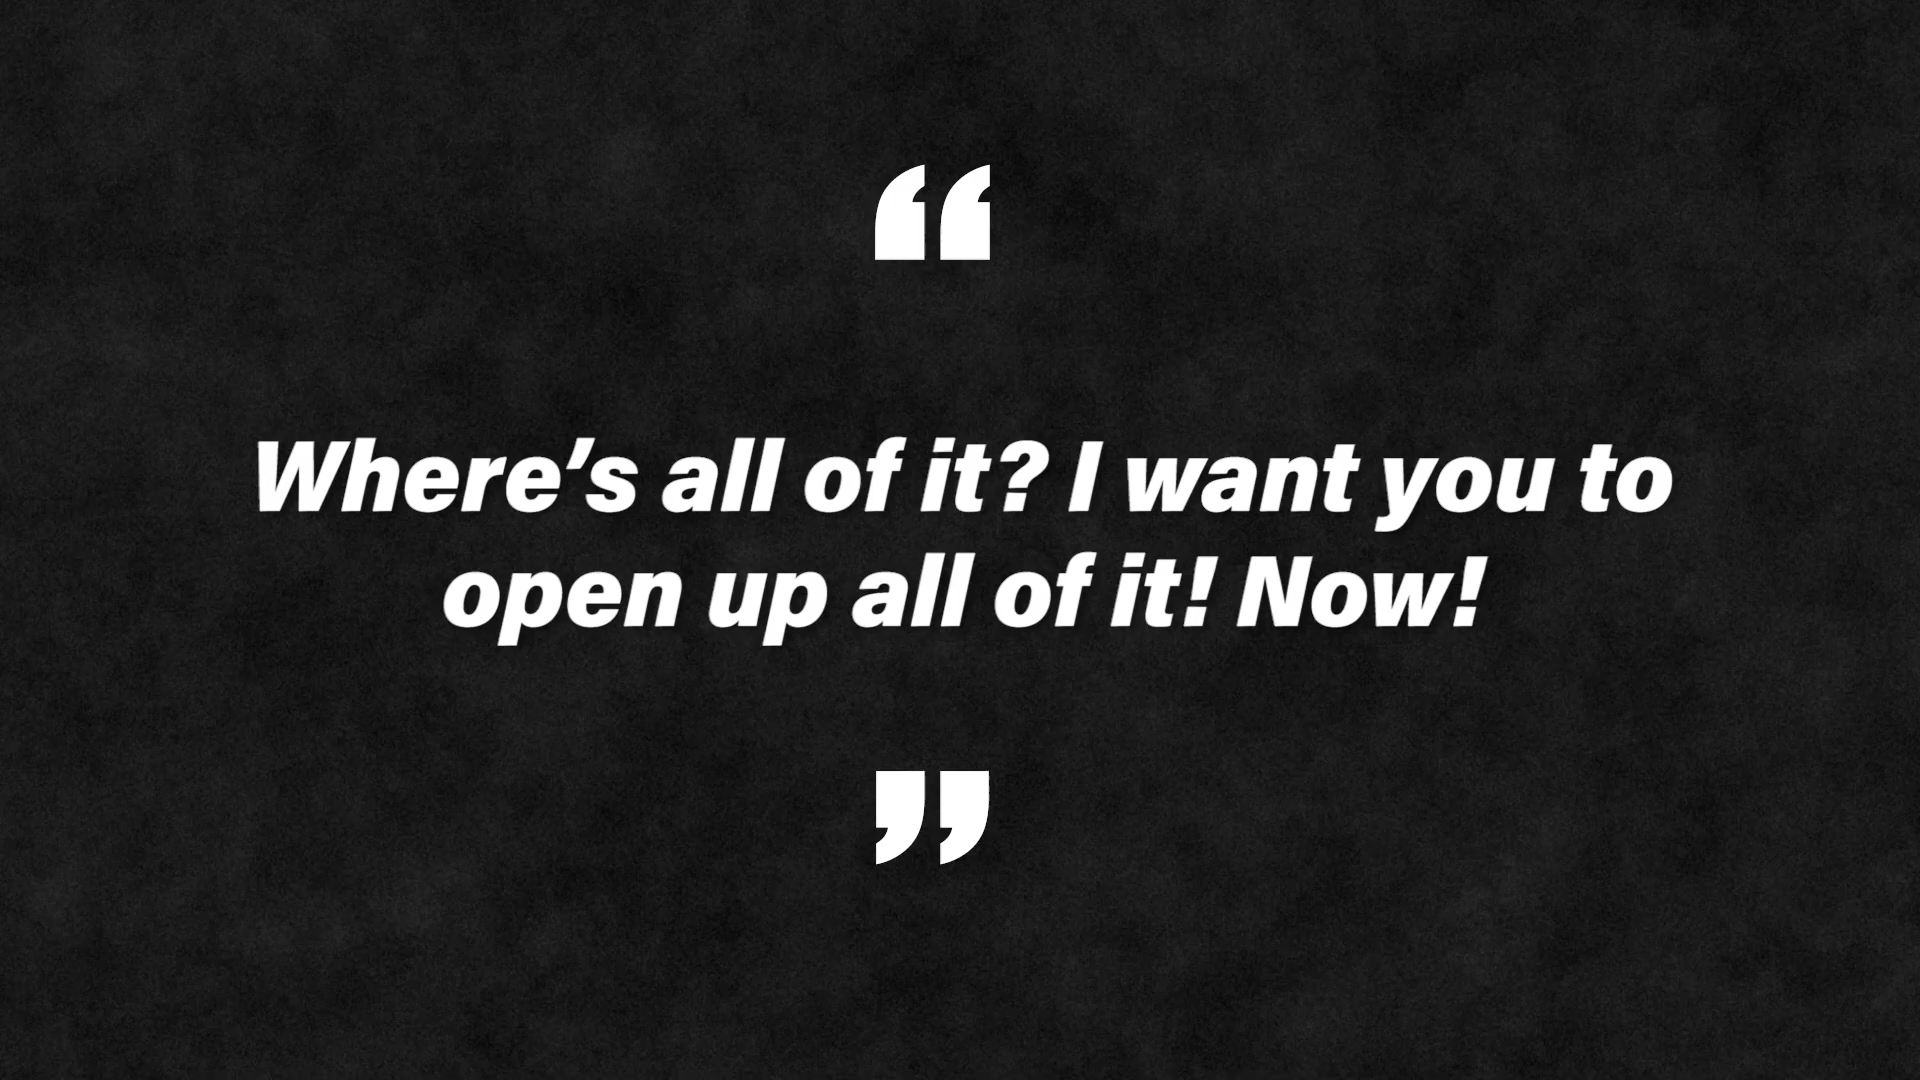 “
Where’s all of it? I want you to
open up all of it! Now!
”